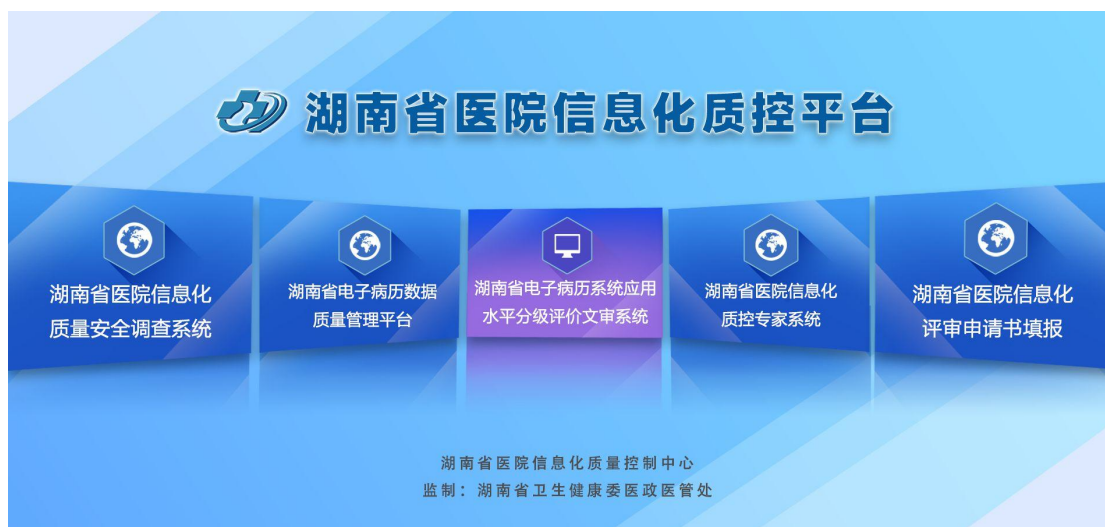 湖南省医院信息化质控平台
湖南省医院信息化
质量安全调查系统
湖南省电子病历数据
质量管理平台
湖南省电子病历系统应用
水平分级评价文审系统
湖南省医院信息化
质控专家系统
湖南省医院信息化
评审申请书填报
湖南省医院信息化质量控制中心
监制：湖南省卫生健康委医政医管处